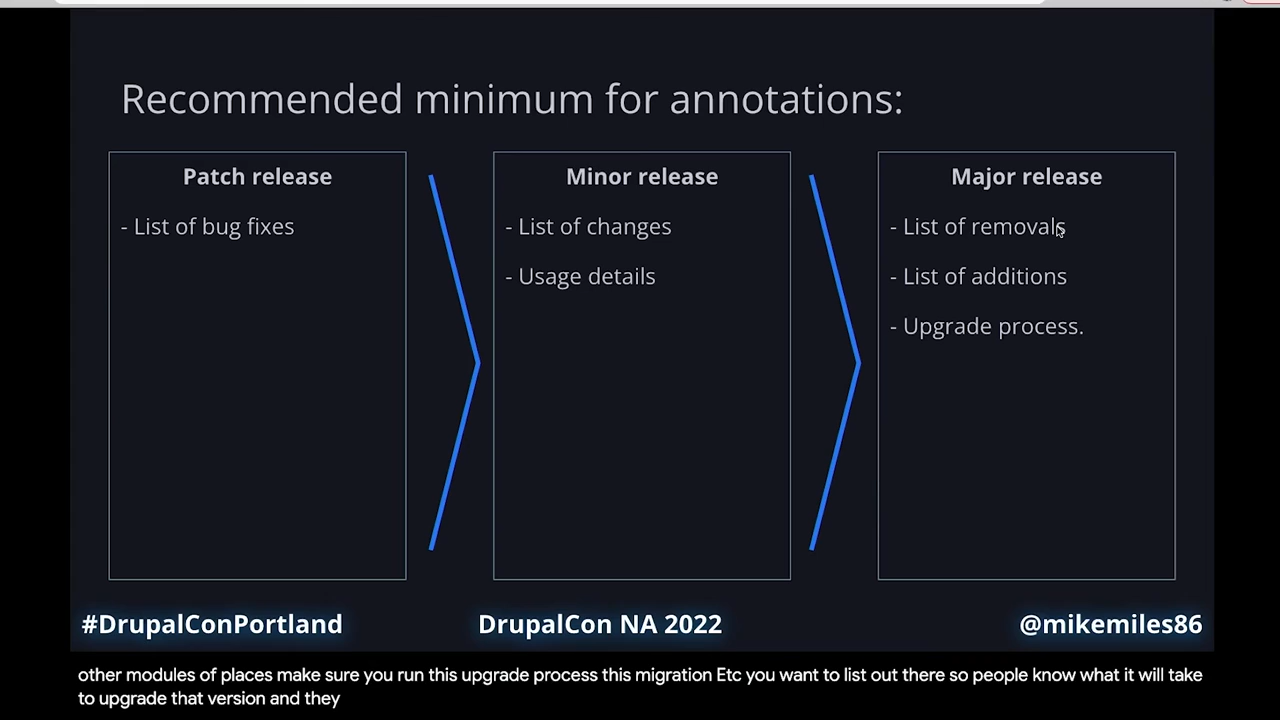 Recommended minimum for annotations:
Patch release
- List of bug fixes
Minor release
- List of changes
- Usage details
Major release
- List of removals
- List of additions
- Upgrade process.
#DrupalConPortland
DrupalCon NA 2022
@mikemiles86
other modules of places make sure you run this upgrade process this migration Etc you want to list out there so people know what it will take
to upgrade that version and they